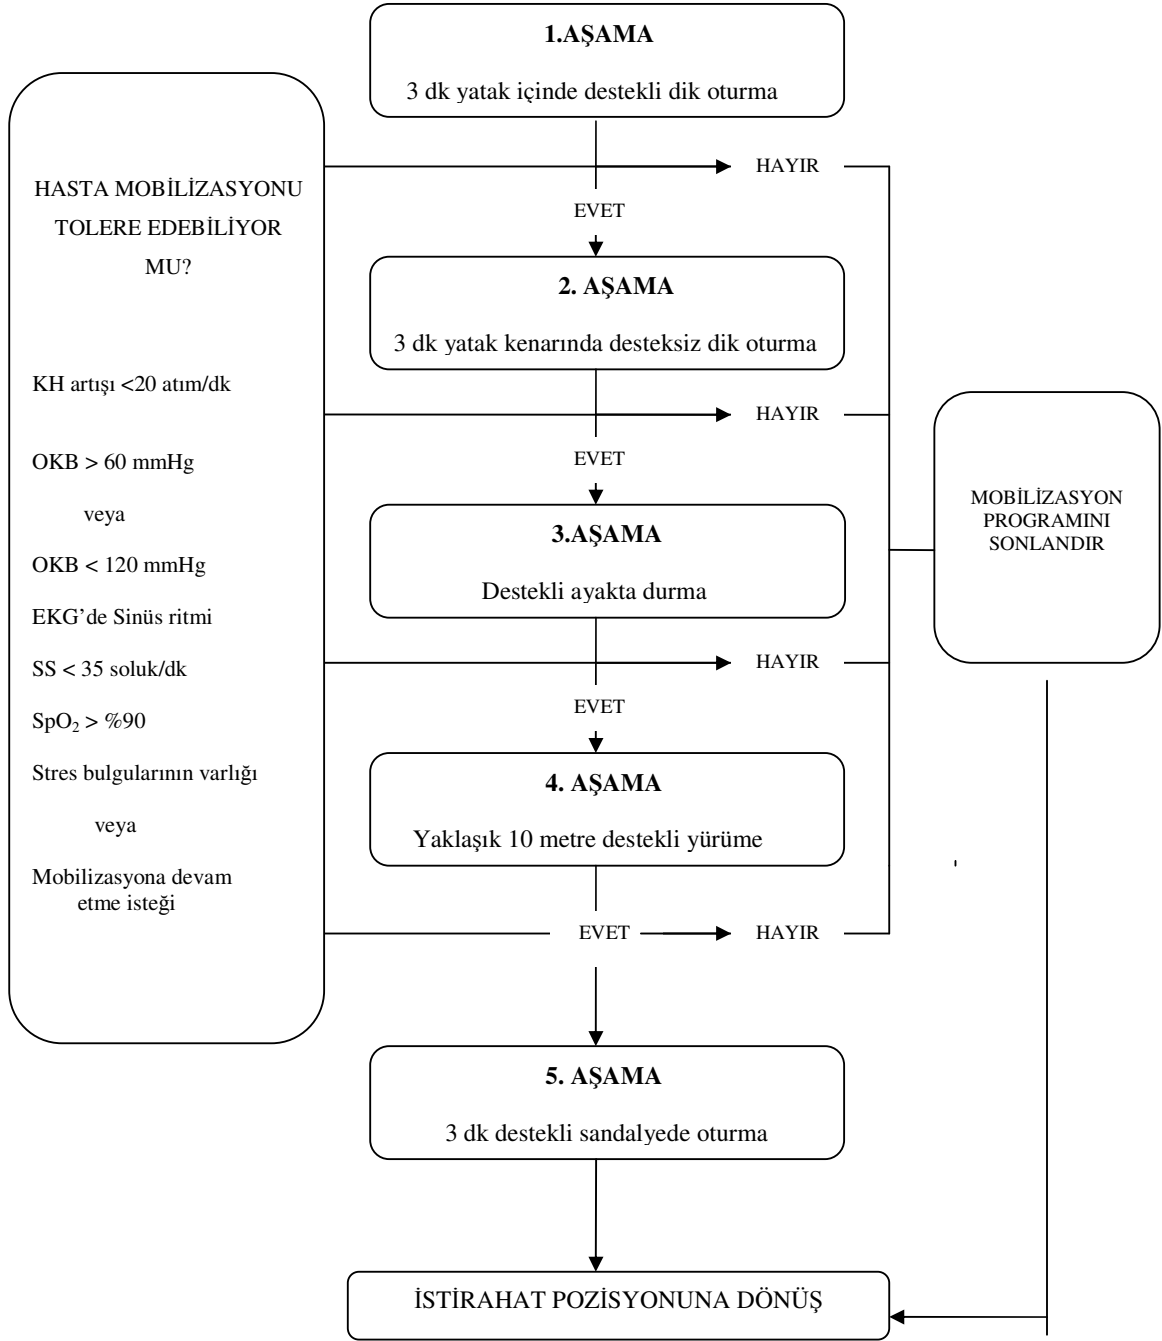 1.AŞAMA
3 dk yatak içinde destekli dik oturma
HASTA MOBİLİZASYONU
TOLERE EDEBİLİYOR
MU?
KH artışı <20 atım/dk
OKB > 60 mmHg
veya
OKB < 120 mmHg
EKG’de Sinüs ritmi
SS < 35 soluk/dk
SpO₂ > %90
Stres bulgularının varlığı
veya
Mobilizasyona devam
etme isteği
HAYIR
EVET
2. AŞAMA
3 dk yatak kenarında desteksiz dik oturma
HAYIR
EVET
3.AŞAMA
Destekli ayakta durma
HAYIR
EVET
4. AŞAMA
Yaklaşık 10 metre destekli yürüme
EVET
HAYIR
MOBİLİZASYON
PROGRAMINI
SONLANDIR
5. AŞAMA
3 dk destekli sandalyede oturma
İSTİRAHAT POZİSYONUNA DÖNÜŞ